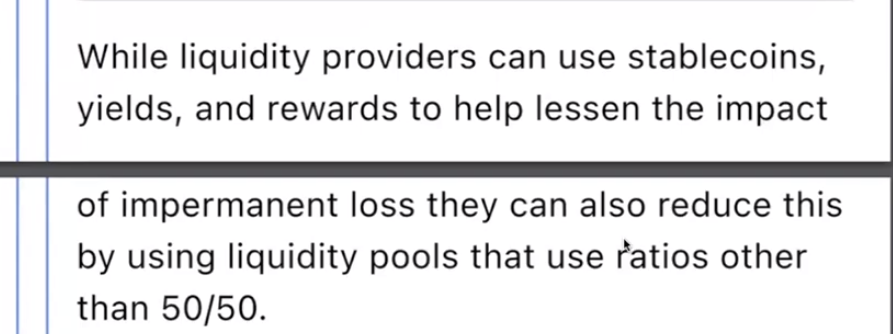 While liquidity providers can use stablecoins,
yields, and rewards to help lessen the impact
of impermanent loss they can also reduce this
by using liquidity pools that use ratios other
than 50/50.